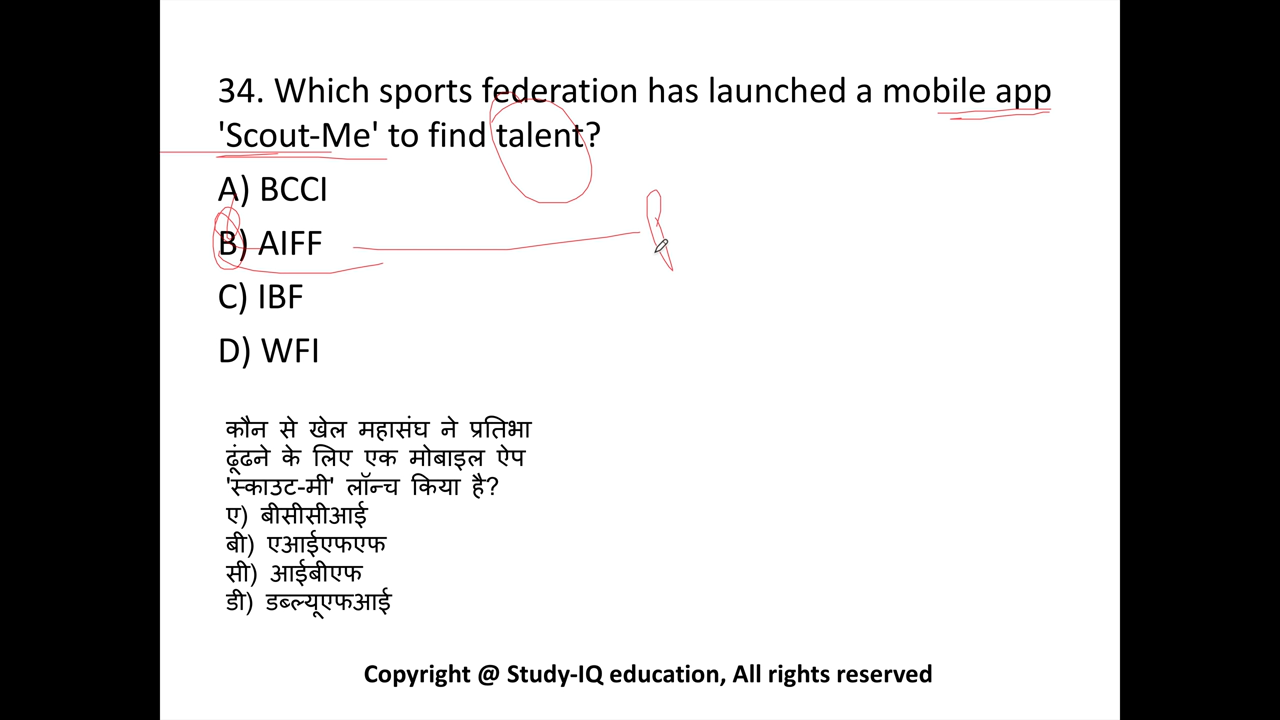 34. Which sports federation has launched a mobile app
'Scout-Me' to find talent?
A) BCCI
B) AIFF
C) IBF
D) WFI
कौन से खेल महासंघ ने प्रतिभा
ढूंढने के लिए एक मोबाइल ऐप
'स्काउट-मी' लॉन्च किया है?
ए) बीसीसीआई
बी) एआईएफएफ
सी) आईबीएफ
डी) डब्ल्यूएफआई
Copyright @ Study-IQ education, All rights reserved